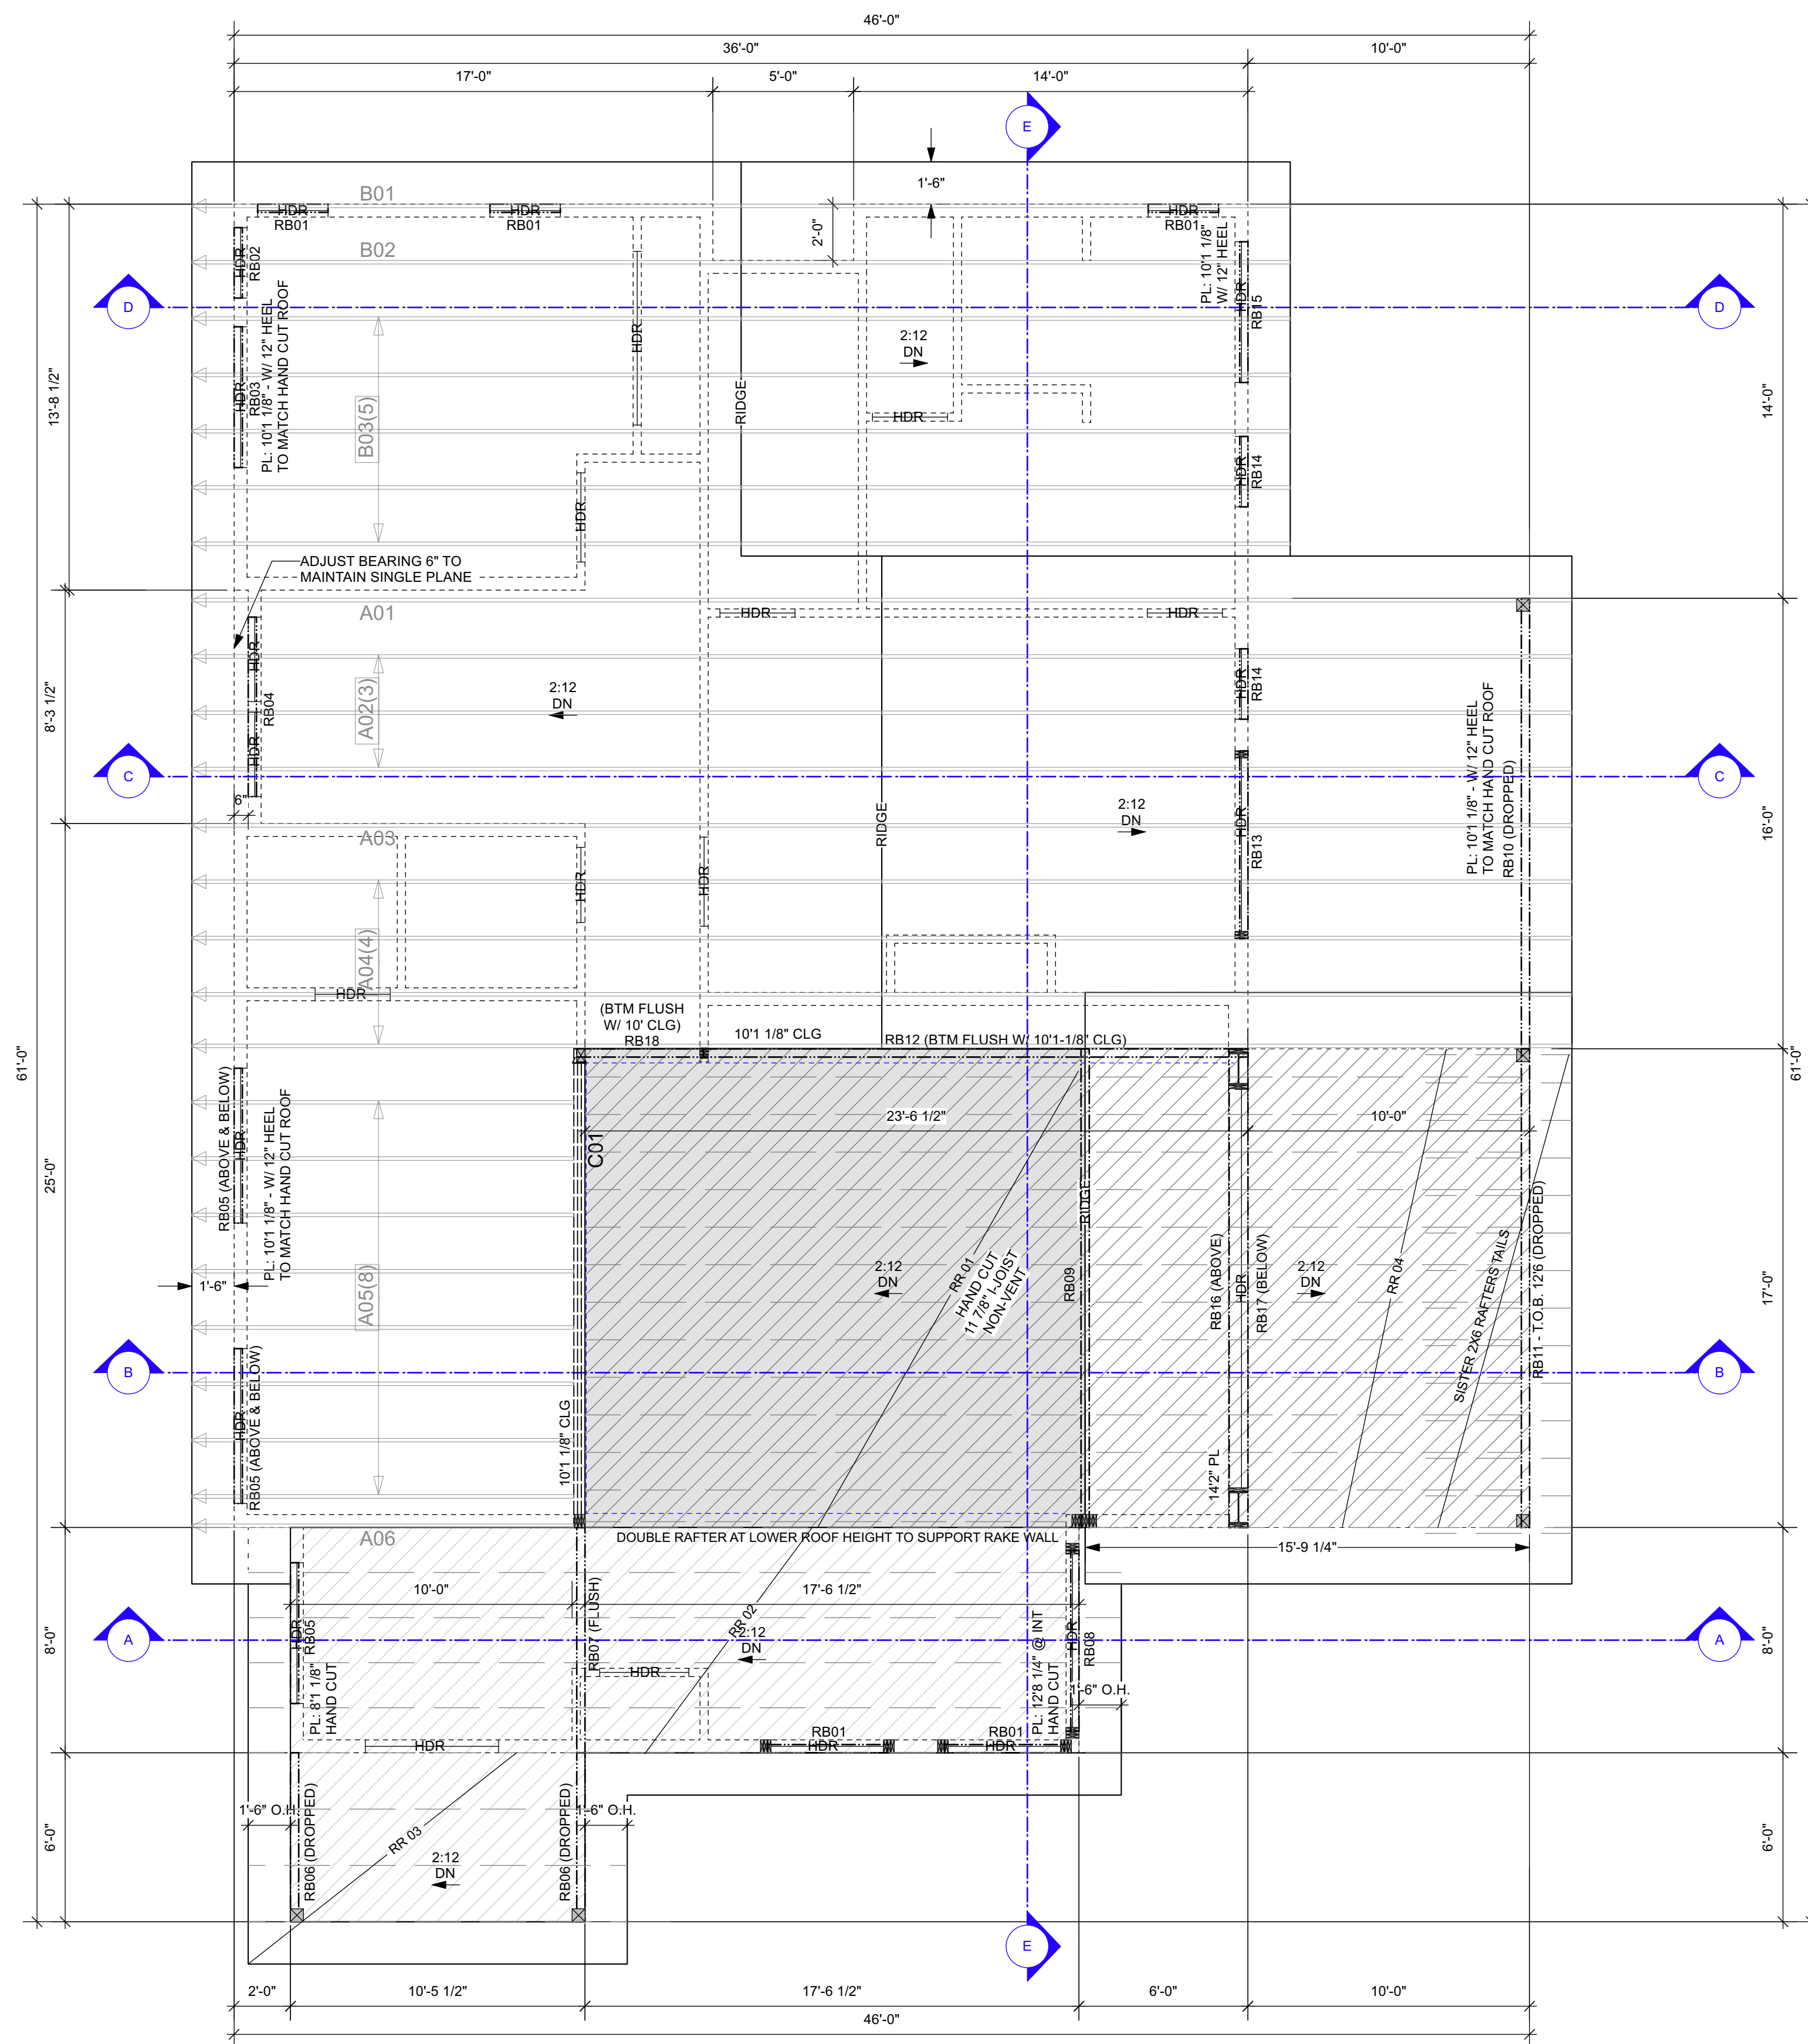 46'-0"
36'-0"
10'-0"
17'-0"
5'-0"
14'-0"
E
1'-6"
B01
HDR
HDR
HDR
RB01
RB01
RB01
2'-0"
B02
HDR
RB02
PL: 10'1 1/8"
W/ 12" HEEL
HDR
RB15
D
D
2:12
DN
HDR
HDR
RB03
PL: 10'1 1/8" - W/ 12" HEEL
TO MATCH HAND CUT ROOF
13'-8 1/2"
B03(5)
RIDGE
HDR
14'-0"
HDR
RB14
HDR
ADJUST BEARING 6" TO
MAINTAIN SINGLE PLANE
A01
HDR
HDR
HDR
RB04
HDR
8'-3 1/2"
A02(3)
2:12
DN
HDR
RB14
PL: 10'1 1/8" - W/ 12" HEEL
TO MATCH HAND CUT ROOF
RB10 (DROPPED)
C
C
6"
A03
RIDGE
2:12
DN
HDR
RB13
16'-0"
HDR
HDR
A04(4)
HDR
(BTM FLUSH
W/ 10' CLG)
RB18
10'1 1/8" CLG
RB12 (BTM FLUSH W/ 10'1-1/8" CLG)
61'-0"
61'-0"
23'-6 1/2"
10'-0"
RB05 (ABOVE & BELOW)
HDR
PL: 10'1 1/8" - W/ 12" HEEL
TO MATCH HAND CUT ROOF
C01
25'-0"
RIDGE
1'-6"
A05(8)
2:12
DN
RR 01
HAND CUT
11 7/8" I-JOIST
NON-VENT
RB09
RB16 (ABOVE)
HDR
RB17 (BELOW)
2:12
DN
RR 04
SISTER 2X6 RAFTERS TAILS
RB11 - T.O.B. 12'6 (DROPPED)
17'-0"
B
B
HDR
RB05 (ABOVE & BELOW)
10'1 1/8" CLG
14'2" PL
A06
DOUBLE RAFTER AT LOWER ROOF HEIGHT TO SUPPORT RAKE WALL
15'-9 1/4"
10'-0"
17'-6 1/2"
HDR
RB05
PL: 8'1 1/8"
HAND CUT
RB07 (FLUSH)
RR 02
2:12
DN
HDR
PL: 12'8 1/4" @ INT
HAND CUT
HDR
RB08
8'-0"
8'-0"
A
A
1'-6" O.H.
RB01
RB01
HDR
HDR
HDR
1'-6" O.H.
1'-6" O.H.
RB06 (DROPPED)
RB06 (DROPPED)
RR 03
2:12
DN
6'-0"
6'-0"
E
2'-0"
10'-5 1/2"
17'-6 1/2"
6'-0"
10'-0"
46'-0"